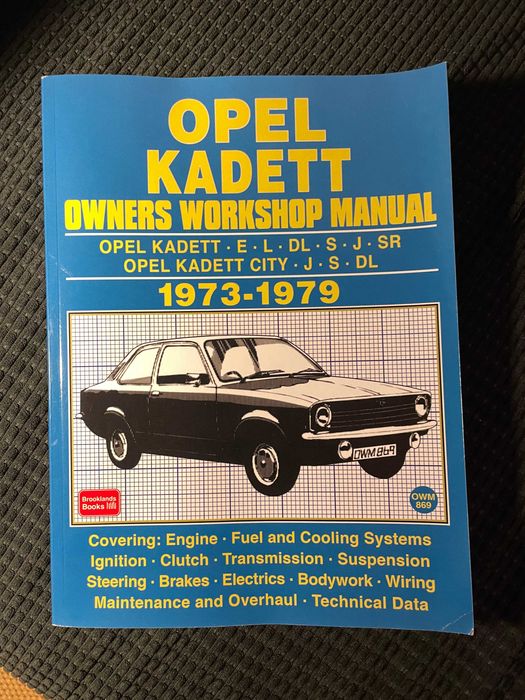 OPEL
KADETT
OWNERS WORKSHOP MANUAL
OPEL KADETT · E · L · DL · S · J · SR
OPEL KADETT CITY · J · S · DL
1973-1979
OWM 869
Brooklands
Books
OWM
869
Covering: Engine · Fuel and Cooling Systems
Ignition · Clutch · Transmission · Suspension
Steering · Brakes · Electrics · Bodywork · Wiring
Maintenance and Overhaul · Technical Data